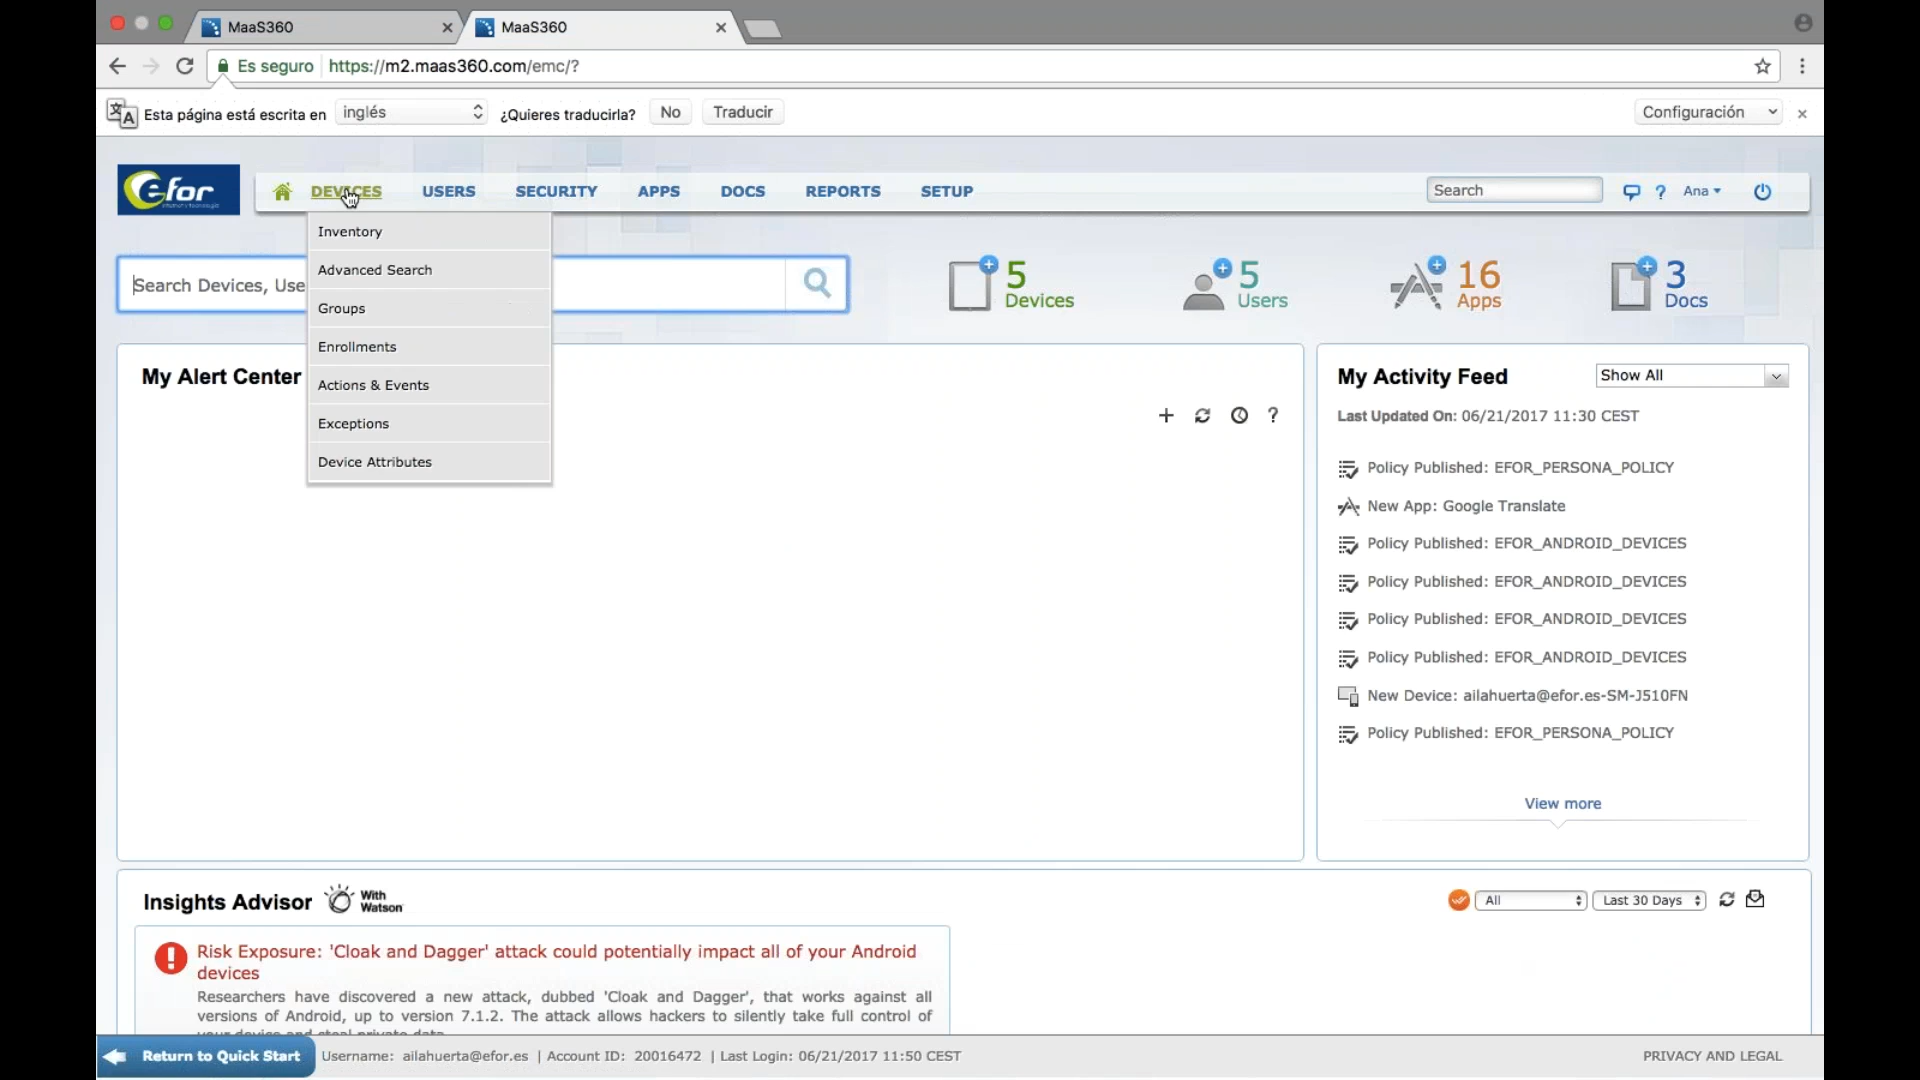 MaaS360
MaaS360
Es seguro https://m2.maas360.com/emc/?
Esta página está escrita en inglés ¿Quieres traducirla? No Traducir Configuración
efor
DEVICES USERS SECURITY APPS DOCS REPORTS SETUP Search ? Ana
Inventory
Advanced Search
Groups
Enrollments
Actions & Events
Exceptions
Device Attributes
Search Devices, Use
5 Devices
5 Users
16 Apps
3 Docs
My Alert Center
?
My Activity Feed Show All
Last Updated On: 06/21/2017 11:30 CEST
Policy Published: EFOR_PERSONA_POLICY
New App: Google Translate
Policy Published: EFOR_ANDROID_DEVICES
Policy Published: EFOR_ANDROID_DEVICES
Policy Published: EFOR_ANDROID_DEVICES
Policy Published: EFOR_ANDROID_DEVICES
New Device: ailahuerta@efor.es-SM-J510FN
Policy Published: EFOR_PERSONA_POLICY
View more
Insights Advisor With Watson
All Last 30 Days
Risk Exposure: 'Cloak and Dagger' attack could potentially impact all of your Android
devices
Researchers have discovered a new attack, dubbed 'Cloak and Dagger', that works against all
versions of Android, up to version 7.1.2. The attack allows hackers to silently take full control of
your device and steal private data
Return to Quick Start Username: ailahuerta@efor.es | Account ID: 20016472 | Last Login: 06/21/2017 11:50 CEST PRIVACY AND LEGAL